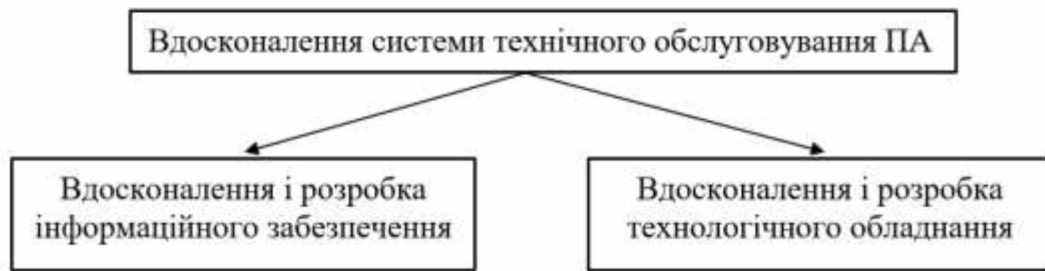 Вдосконалення системи технічного обслуговування ПА
Вдосконалення і розробка
інформаційного забезпечення
Вдосконалення і розробка
технологічного обладнання